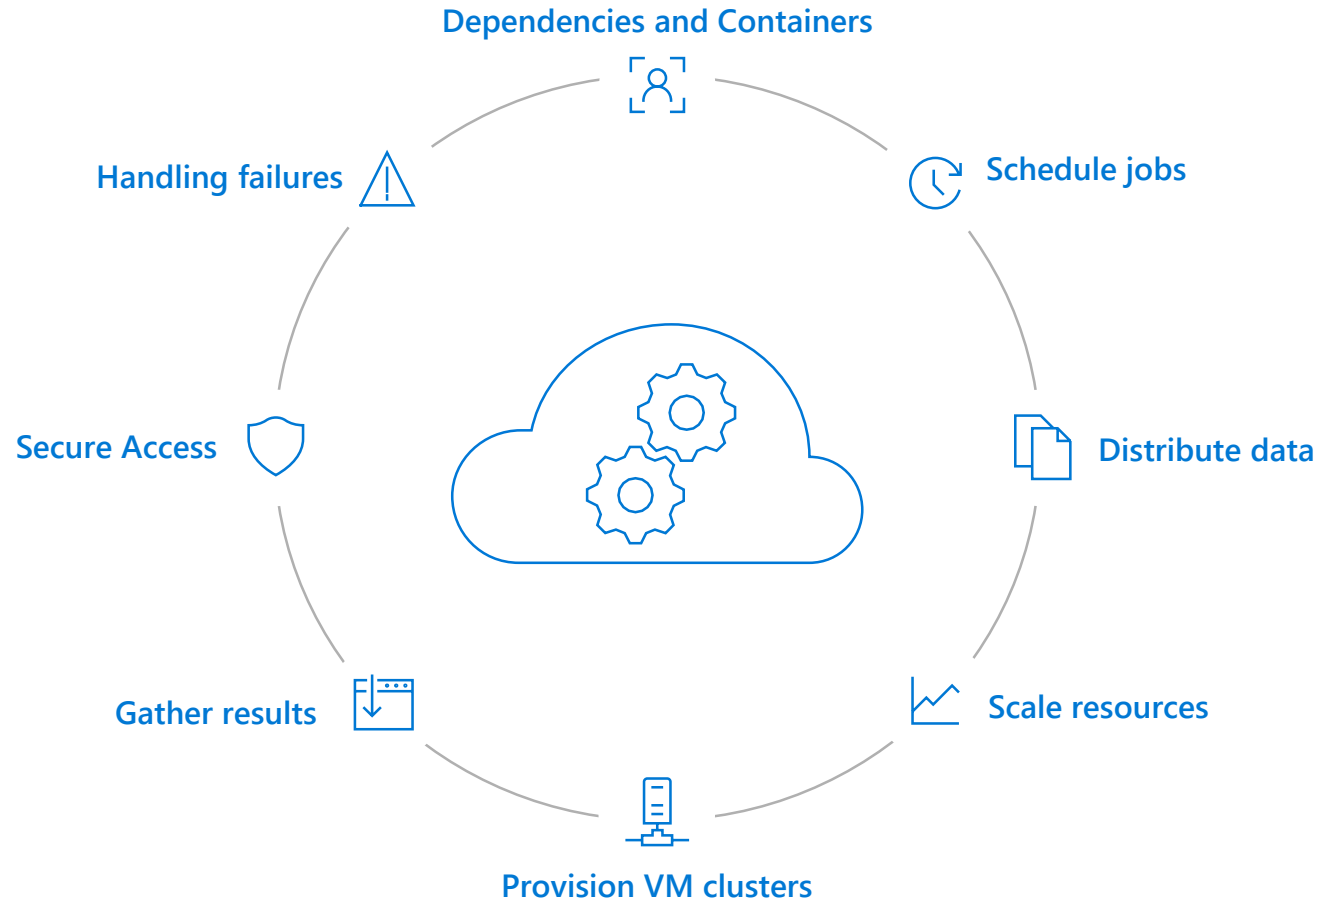 Dependencies and Containers
Schedule jobs
Distribute data
Scale resources
Provision VM clusters
Gather results
Secure Access
Handling failures